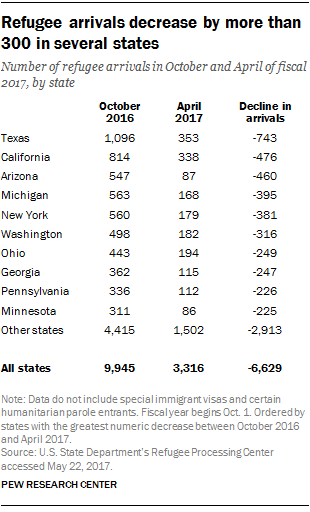 Refugee arrivals decrease by more than
300 in several states
Number of refugee arrivals in October and April of fiscal
2017, by state
October 2016 April 2017 Decline in arrivals
Texas 1,096 353 -743
California 814 338 -476
Arizona 547 87 -460
Michigan 563 168 -395
New York 560 179 -381
Washington 498 182 -316
Ohio 443 194 -249
Georgia 362 115 -247
Pennsylvania 336 112 -226
Minnesota 311 86 -225
Other states 4,415 1,502 -2,913
All states 9,945 3,316 -6,629
Note: Data do not include special immigrant visas and certain
humanitarian parole entrants. Fiscal year begins Oct. 1. Ordered by
states with the greatest numeric decrease between October 2016
and April 2017.
Source: U.S. State Department's Refugee Processing Center
accessed May 22, 2017.
PEW RESEARCH CENTER